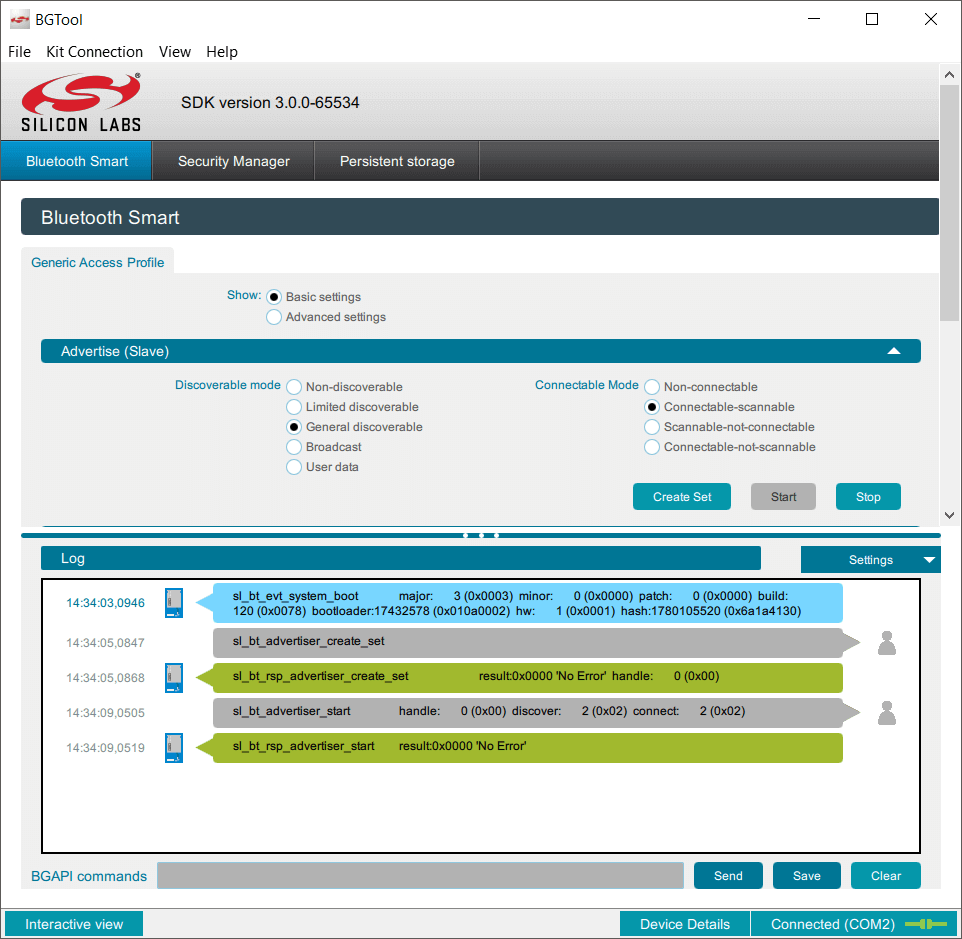 BGTool
File Kit Connection View Help
SILICON LABS
SDK version 3.0.0-65534
Bluetooth Smart Security Manager Persistent storage
Bluetooth Smart
Generic Access Profile
Show: Basic settings
Advanced settings
Advertise (Slave)
Discoverable mode Non-discoverable Connectable Mode Non-connectable
Limited discoverable Connectable-scannable
General discoverable Scannable-not-connectable
Broadcast Connectable-not-scannable
User data
Create Set Start Stop
Log Settings
14:34:03,0946 sl_bt_evt_system_boot major: 3 (0x0003) minor: 0 (0x0000) patch: 0 (0x0000) build:
120 (0x0078) bootloader:17432578 (0x010a0002) hw: 1 (0x0001) hash:1780105520 (0x6a1a4130)
14:34:05,0847 sl_bt_advertiser_create_set
14:34:05,0868 sl_bt_rsp_advertiser_create_set result:0x0000 'No Error' handle: 0 (0x00)
14:34:09,0505 sl_bt_advertiser_start handle: 0 (0x00) discover: 2 (0x02) connect: 2 (0x02)
14:34:09,0519 sl_bt_rsp_advertiser_start result:0x0000 'No Error'
BGAPI commands Send Save Clear
Interactive view Device Details Connected (COM2)